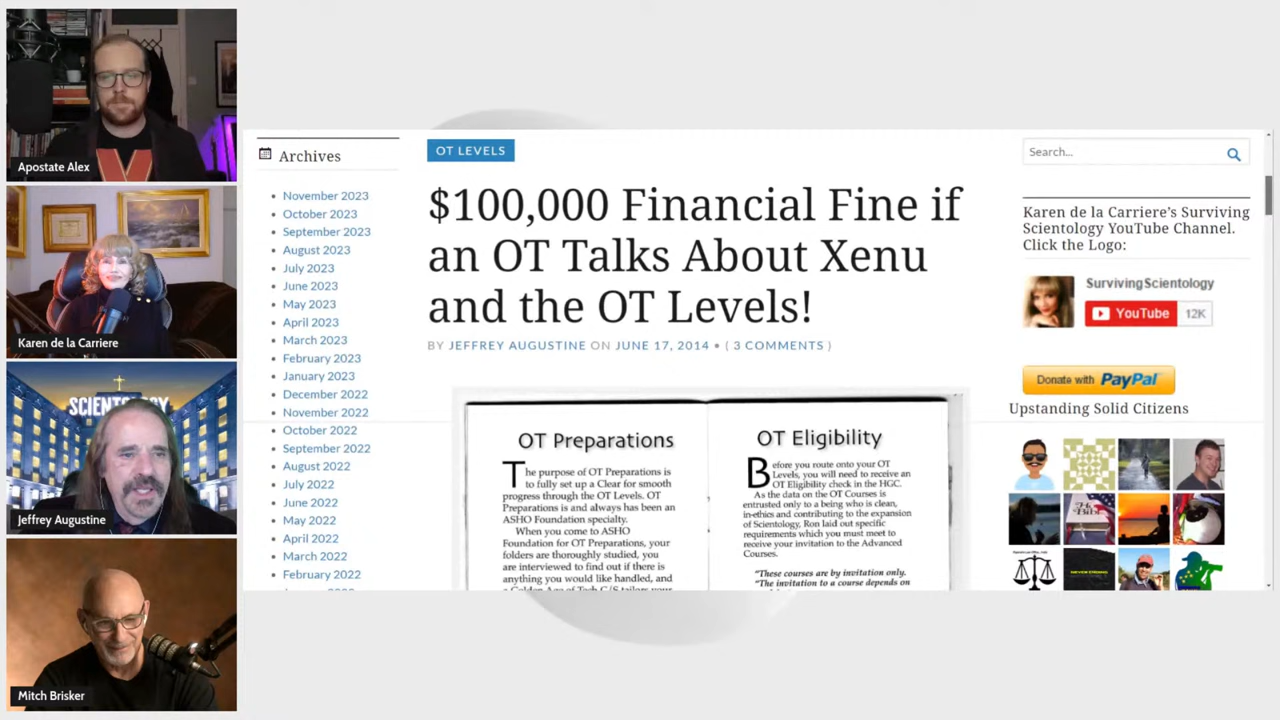 Apostate Alex
Karen de la Carriere
SCIENTOLOGY
Jeffrey Augustine
Mitch Brisker
Archives
November 2023
October 2023
September 2023
August 2023
July 2023
June 2023
May 2023
April 2023
March 2023
February 2023
January 2023
December 2022
November 2022
October 2022
September 2022
August 2022
July 2022
June 2022
May 2022
April 2022
March 2022
February 2022
OT LEVELS
$100,000 Financial Fine if
an OT Talks About Xenu
and the OT Levels!
BY JEFFREY AUGUSTINE ON JUNE 17, 2014 • ( 3 COMMENTS )
OT Preparations
The purpose of OT Preparations is
to fully set up a Clear for smooth
progress through the OT Levels. OT
Preparations is and always has been an
ASHO Foundation specialty.
When you come to ASHO
Foundation for OT Preparations, your
folders are thoroughly studied, you
are interviewed to find out if there is
anything you would like handled, and
a Golden Age of Tech C/S tailors your
OT Eligibility
Before you route onto your OT
Levels, you will need to receive an
OT Eligibility check in the HGC.
As the data on the OT Courses is
entrusted only to a being who is clean,
in-ethics and contributing to the expansion
of Scientology, Ron laid out specific
requirements which you must meet to
receive your invitation to the Advanced
Courses.
"These courses are by invitation only.
"The invitation to a course depends on
Search...
Karen de la Carriere's Surviving
Scientology YouTube Channel.
Click the Logo:
SurvivingScientology
YouTube 12K
Donate with PayPal
Upstanding Solid Citizens